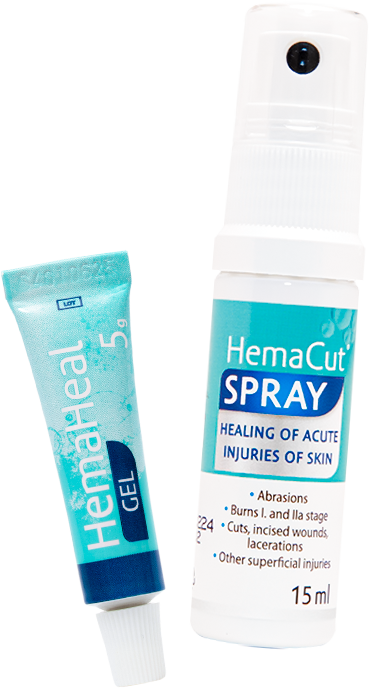 LOT
HemaHeal
5g
GEL
HemaCut
SPRAY
HEALING OF ACUTE
INJURIES OF SKIN
• Abrasions
• Burns I. and IIa stage
• Cuts, incised wounds,
lacerations
• Other superficial injuries
15 ml
224